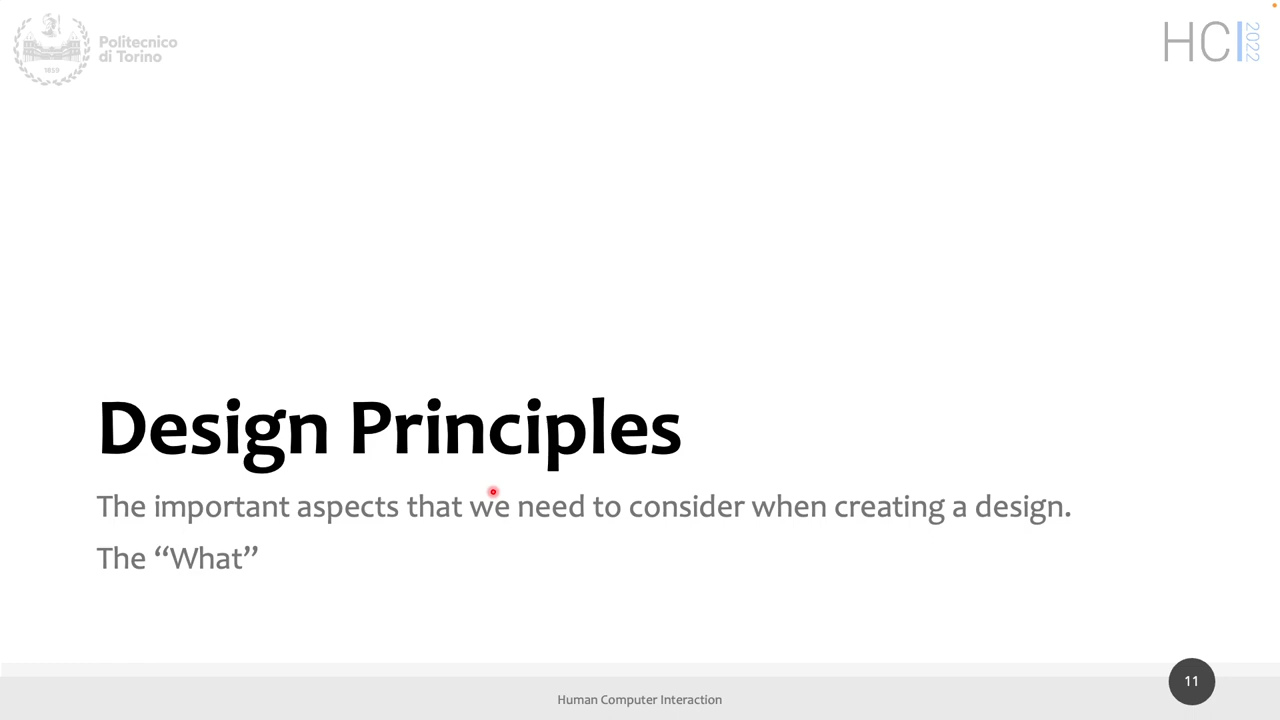 Politecnico
di Torino
1859
HCI 2022
Design Principles
The important aspects that we need to consider when creating a design.
The “What”
11
Human Computer Interaction